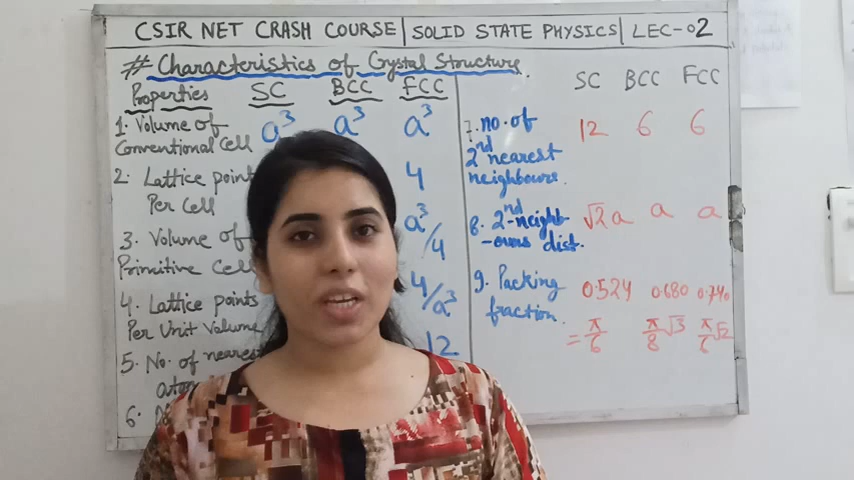 CSIR NET CRASH COURSE | SOLID STATE PHYSICS | LEC-02
# Characteristics of Crystal Structure.
Properties SC BCC FCC
1. Volume of a³ a³ a³
Conventional Cell
2. Lattice point 4
Per Cell
3. Volume of a³/4
Primitive Cell
4. Lattice points 4/a³
Per Unit Volume
5. No. of nearest 12
atom
6.
SC BCC FCC
7. no. of 12 6 6
2nd nearest
neighbours.
8. 2nd neighb- √2a a a
-ours dist.
9. Packing 0.524 0.680 0.740
fraction.
= π/6 π/8 √3 π/6 √2